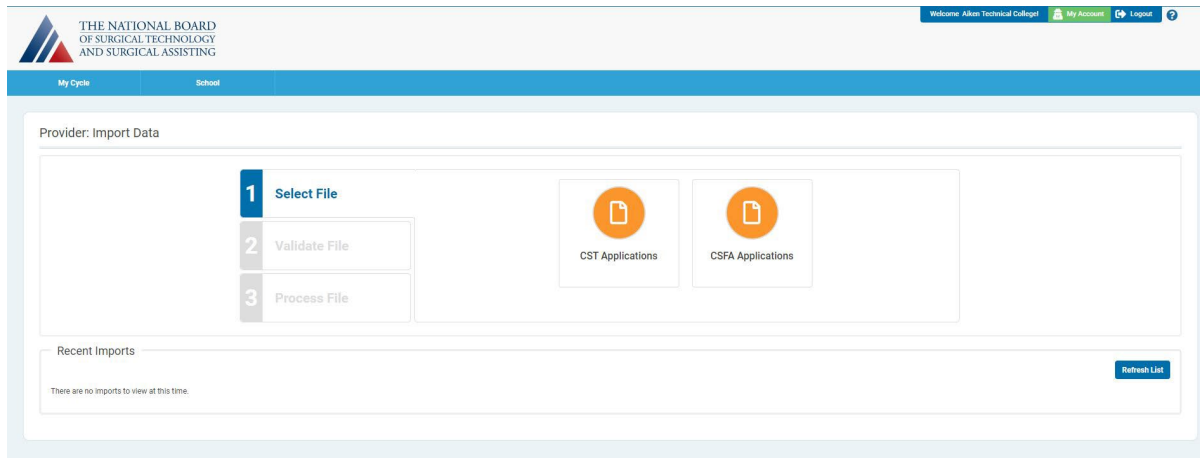 THE NATIONAL BOARD
OF SURGICAL TECHNOLOGY
AND SURGICAL ASSISTING
Welcome Aiken Technical College!
My Account
Logout
?
My Cycle
School
Provider: Import Data
1
Select File
2
Validate File
3
Process File
CST Applications
CSFA Applications
Recent Imports
Refresh List
There are no imports to view at this time.